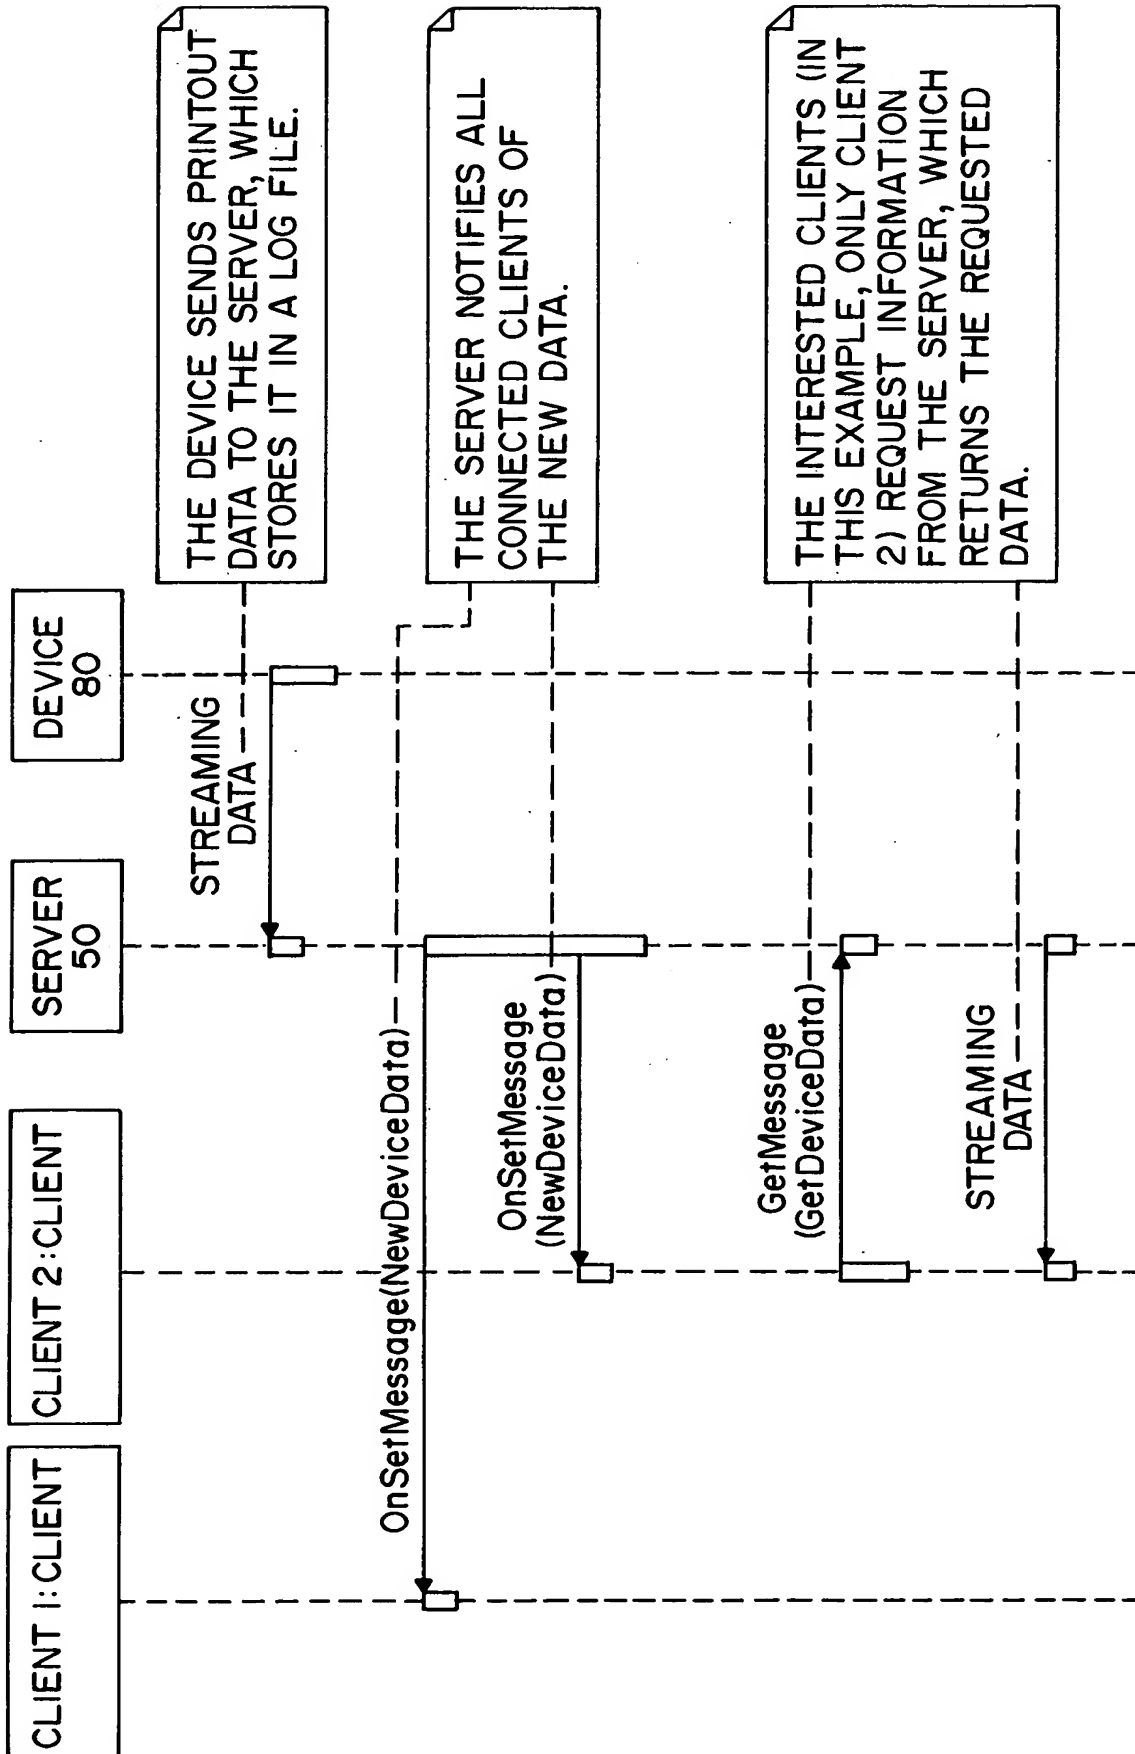 CLIENT 1:CLIENT
CLIENT 2:CLIENT
SERVER
50
DEVICE
80
STREAMING
DATA
THE DEVICE SENDS PRINTOUT
DATA TO THE SERVER, WHICH
STORES IT IN A LOG FILE.
OnSetMessage(NewDeviceData)
OnSetMessage
(NewDeviceData)
THE SERVER NOTIFIES ALL
CONNECTED CLIENTS OF
THE NEW DATA.
GetMessage
(GetDeviceData)
THE INTERESTED CLIENTS (IN
THIS EXAMPLE, ONLY CLIENT
2) REQUEST INFORMATION
FROM THE SERVER, WHICH
RETURNS THE REQUESTED
DATA.
STREAMING
DATA